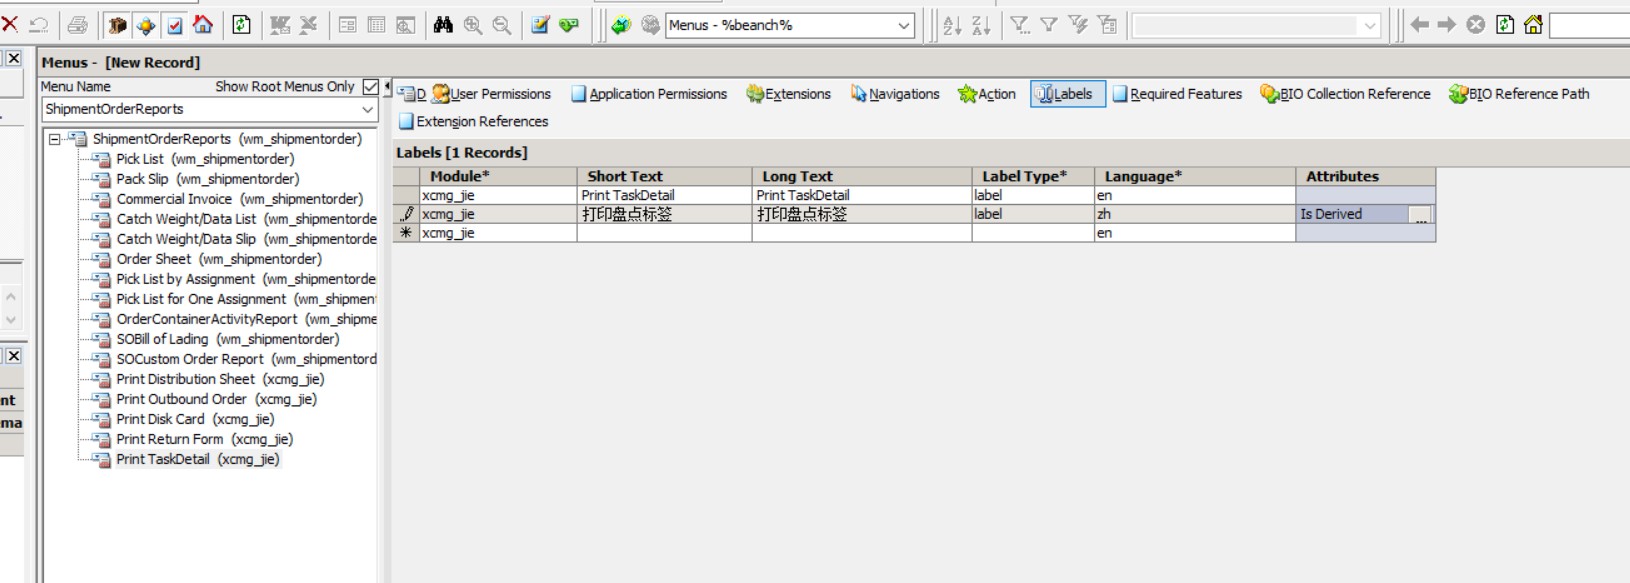 Menus - %beanch%
Menus - [New Record]
Menu Name
Show Root Menus Only
ShipmentOrderReports
ShipmentOrderReports (wm_shipmentorder)
Pick List (wm_shipmentorder)
Pack Slip (wm_shipmentorder)
Commercial Invoice (wm_shipmentorder)
Catch Weight/Data List (wm_shipmentorde
Catch Weight/Data Slip (wm_shipmentorde
Order Sheet (wm_shipmentorder)
Pick List by Assignment (wm_shipmentorde
Pick List for One Assignment (wm_shipment
OrderContainerActivityReport (wm_shipme
SOBill of Lading (wm_shipmentorder)
SOCustom Order Report (wm_shipmentord
Print Distribution Sheet (xcmg_jie)
Print Outbound Order (xcmg_jie)
Print Disk Card (xcmg_jie)
Print Return Form (xcmg_jie)
Print TaskDetail (xcmg_jie)
nt
ma
D User Permissions Application Permissions Extensions Navigations Action Labels Required Features BIO Collection Reference BIO Reference Path
Extension References
Labels [1 Records]
Module* Short Text Long Text Label Type* Language* Attributes
xcmg_jie Print TaskDetail Print TaskDetail label en
xcmg_jie 打印盘点标签 打印盘点标签 label zh Is Derived ...
xcmg_jie en